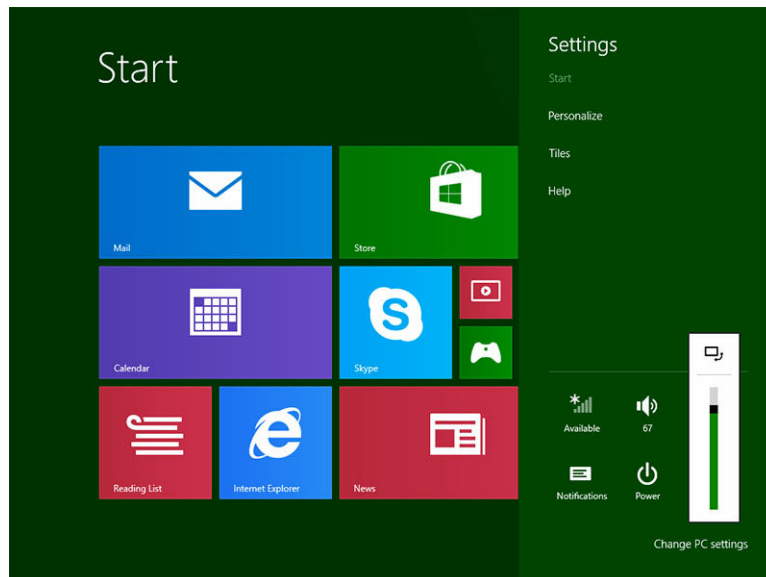 Start
Mail
Store
Calendar
Skype
Reading List
Internet Explorer
News
Settings
Start
Personalize
Tiles
Help
Available
67
Notifications
Power
Change PC settings